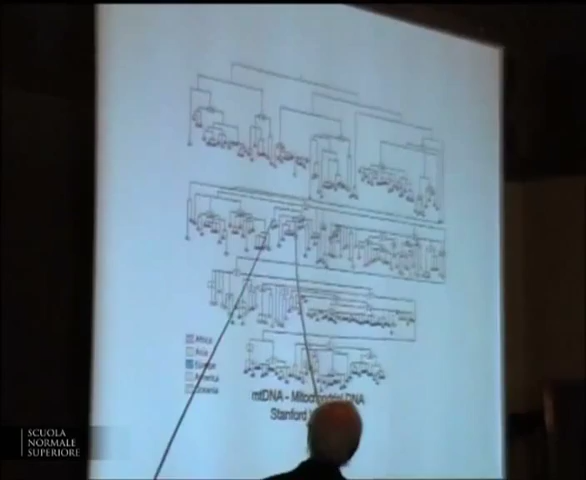 Africa
Asia
Europe
America
Oceania
mtDNA - Mitochondrial DNA
Stanford
SCUOLA
NORMALE
SUPERIORE